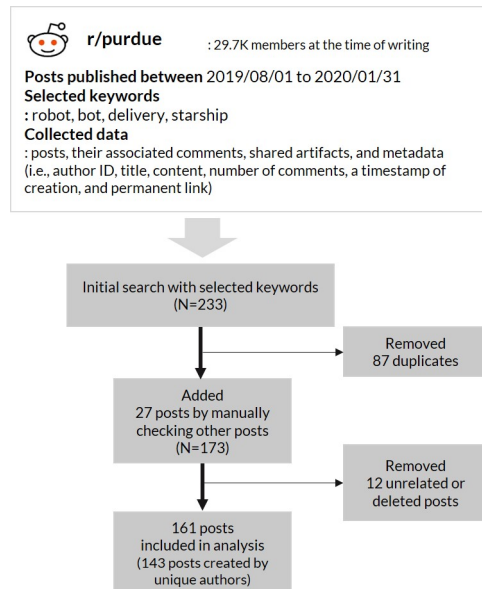 r/purdue : 29.7K members at the time of writing
Posts published between 2019/08/01 to 2020/01/31
Selected keywords
: robot, bot, delivery, starship
Collected data
: posts, their associated comments, shared artifacts, and metadata
(i.e., author ID, title, content, number of comments, a timestamp of
creation, and permanent link)
Initial search with selected keywords
(N=233)
Removed
87 duplicates
Added
27 posts by manually
checking other posts
(N=173)
Removed
12 unrelated or
deleted posts
161 posts
included in analysis
(143 posts created by
unique authors)